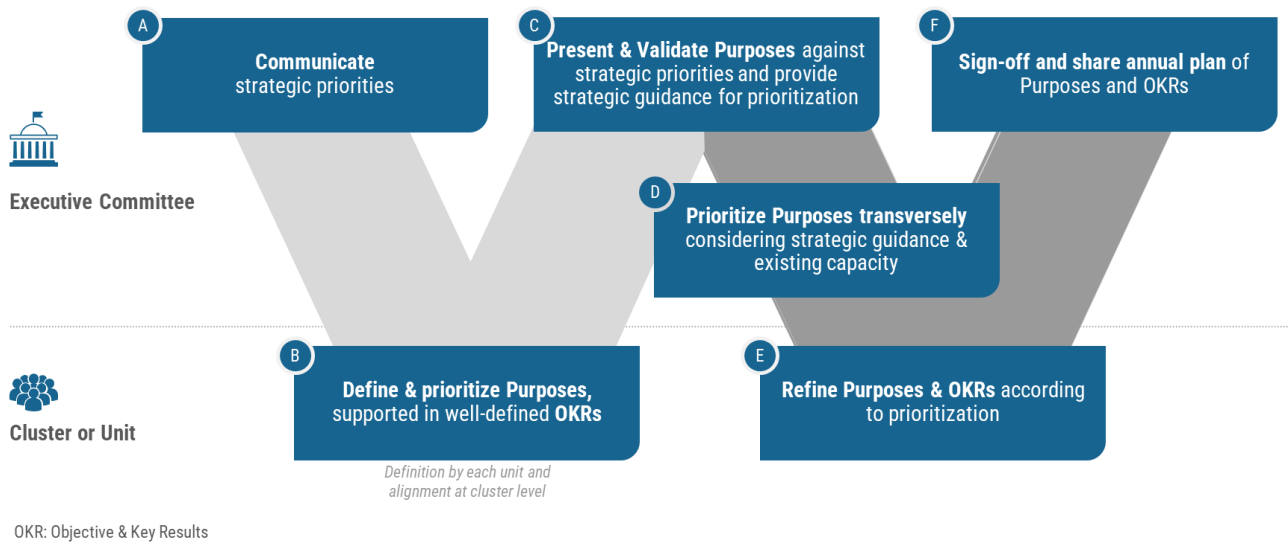 A
Communicate
strategic priorities
C
Present & Validate Purposes against
strategic priorities and provide
strategic guidance for prioritization
F
Sign-off and share annual plan of
Purposes and OKRs
Executive Committee
D
Prioritize Purposes transversely
considering strategic guidance &
existing capacity
B
Define & prioritize Purposes,
supported in well-defined OKRs
E
Refine Purposes & OKRs according
to prioritization
Cluster or Unit
Definition by each unit and
alignment at cluster level
OKR: Objective & Key Results